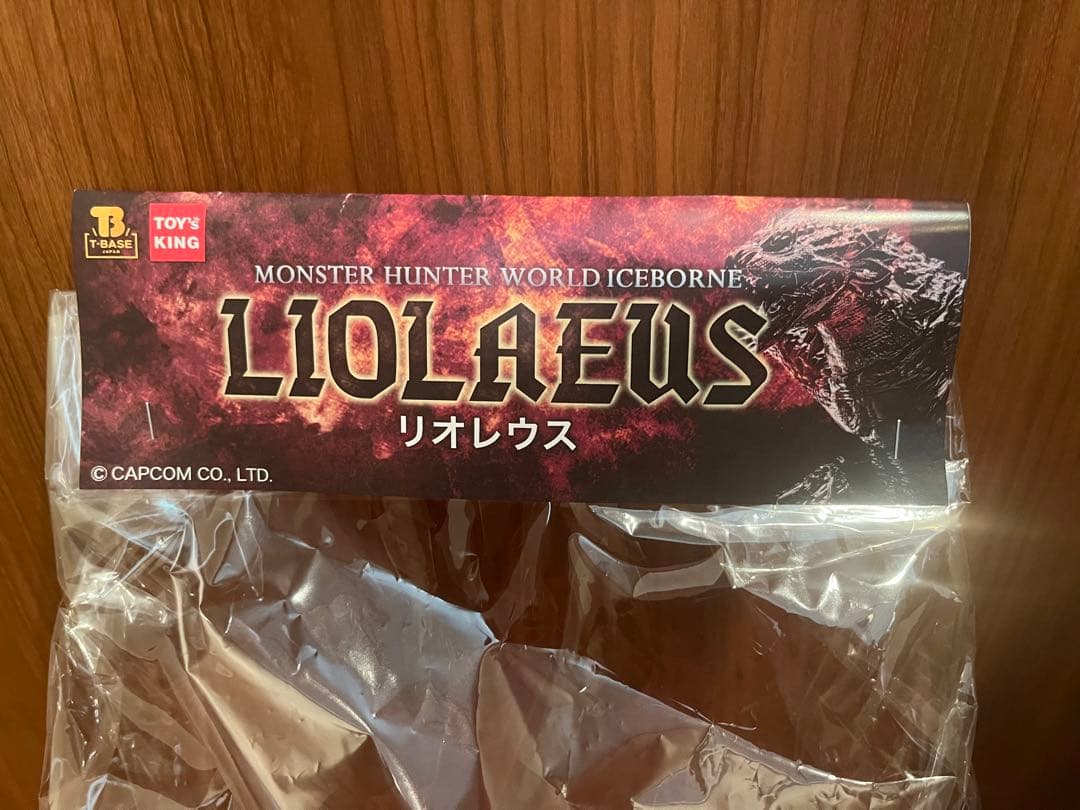 T-BASE
JAPAN
TOY's
KING
MONSTER HUNTER WORLD ICEBORNE
LIOLAEUS
リオレウス
© CAPCOM CO., LTD.